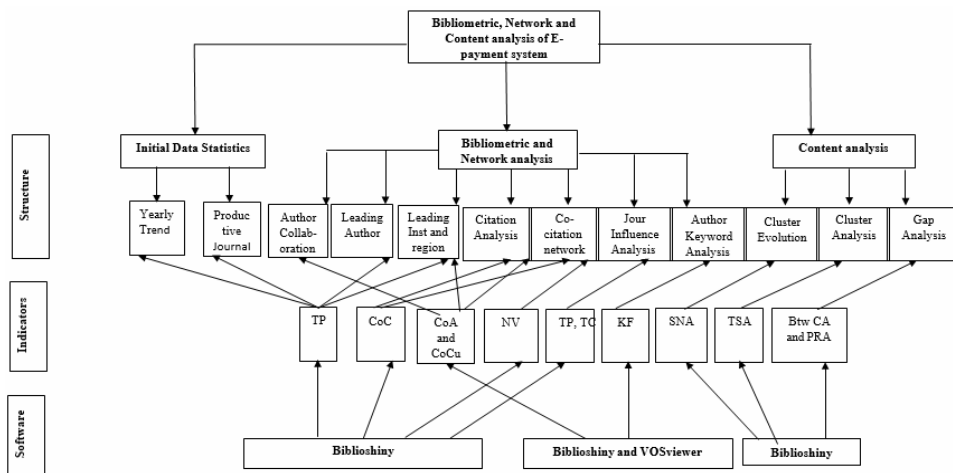 Bibliometric, Network and
Content analysis of E-
payment system
Structure
Initial Data Statistics
Bibliometric and
Network analysis
Content analysis
Yearly
Trend
Produc
tive
Journal
Author
Collab-
oration
Leading
Author
Leading
Inst and
region
Citation
Analysis
Co-
citation
network
Jour
Influence
Analysis
Author
Keyword
Analysis
Cluster
Evolution
Cluster
Analysis
Gap
Analysis
Indicators
TP
CoC
CoA
and
CoCu
NV
TP, TC
KF
SNA
TSA
Btw CA
and PRA
Software
Biblioshiny
Biblioshiny and VOSviewer
Biblioshiny